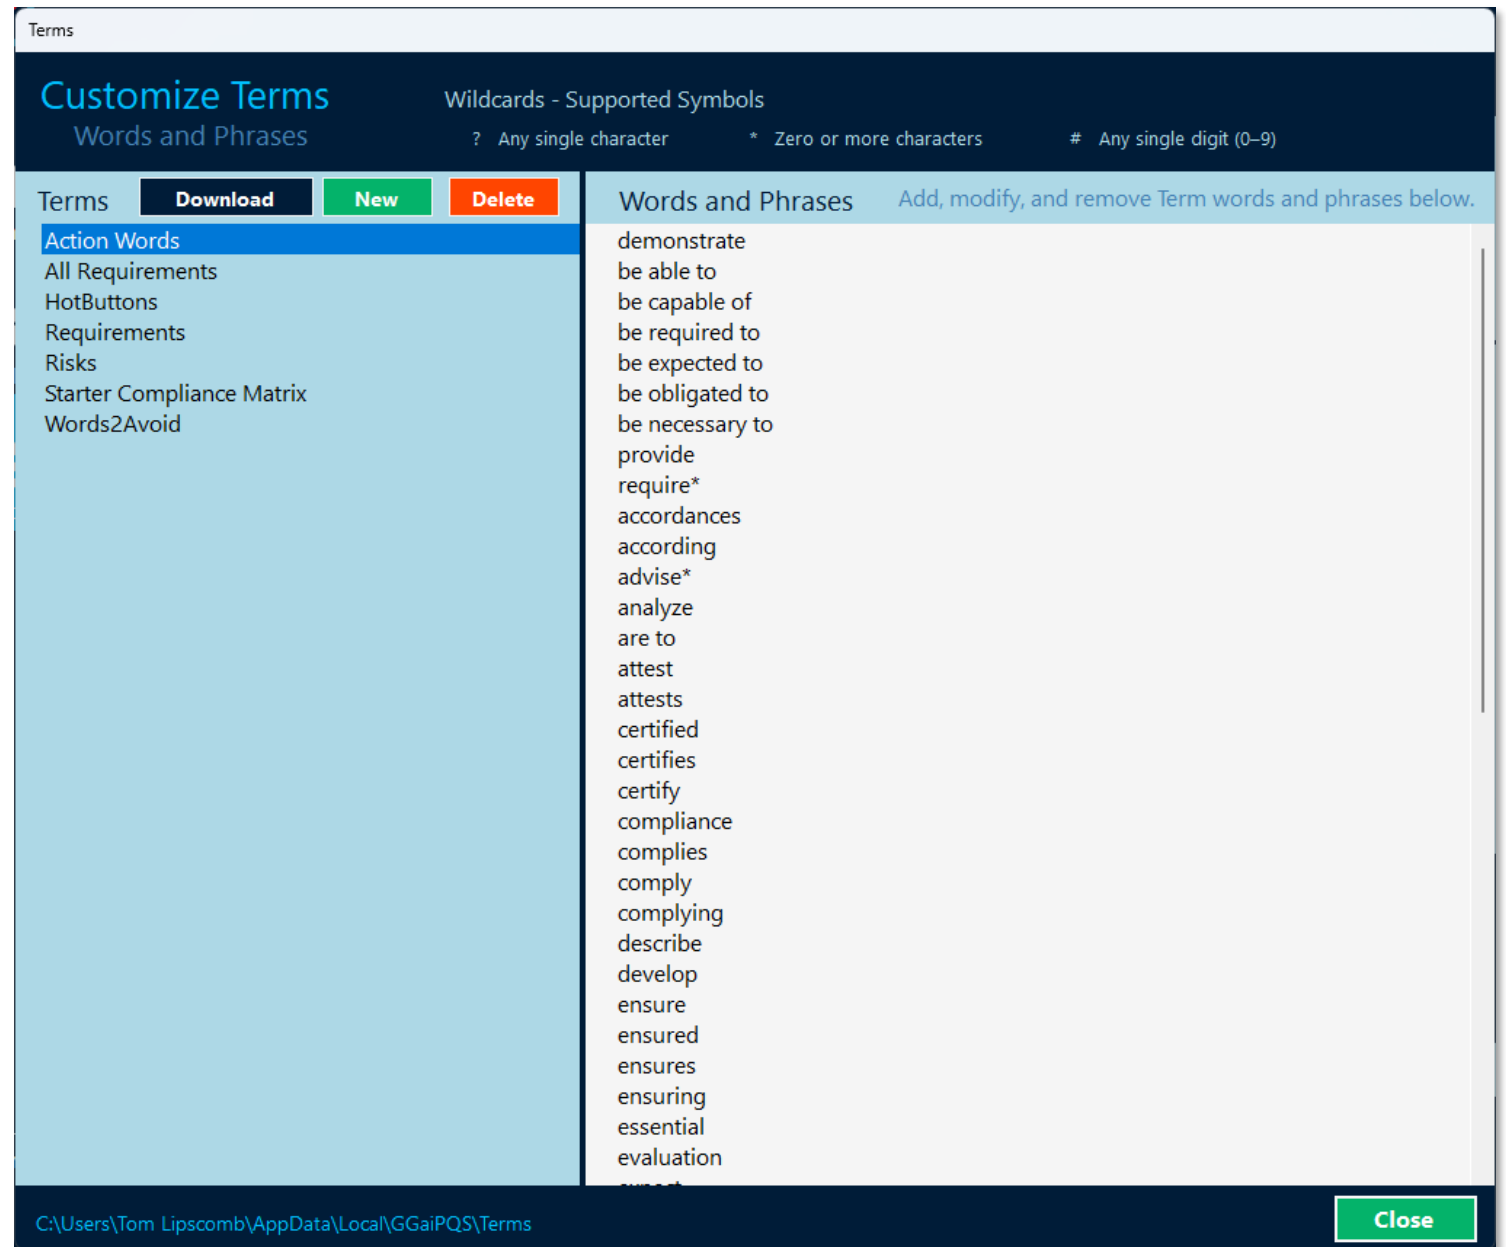 Terms
Customize Terms
Words and Phrases
Wildcards - Supported Symbols
? Any single character * Zero or more characters # Any single digit (0–9)
Terms Download New Delete
Action Words
All Requirements
HotButtons
Requirements
Risks
Starter Compliance Matrix
Words2Avoid
Words and Phrases Add, modify, and remove Term words and phrases below.
demonstrate
be able to
be capable of
be required to
be expected to
be obligated to
be necessary to
provide
require*
accordances
according
advise*
analyze
are to
attest
attests
certified
certifies
certify
compliance
complies
comply
complying
describe
develop
ensure
ensured
ensures
ensuring
essential
evaluation
C:\Users\Tom Lipscomb\AppData\Local\GGaiPQS\Terms
Close